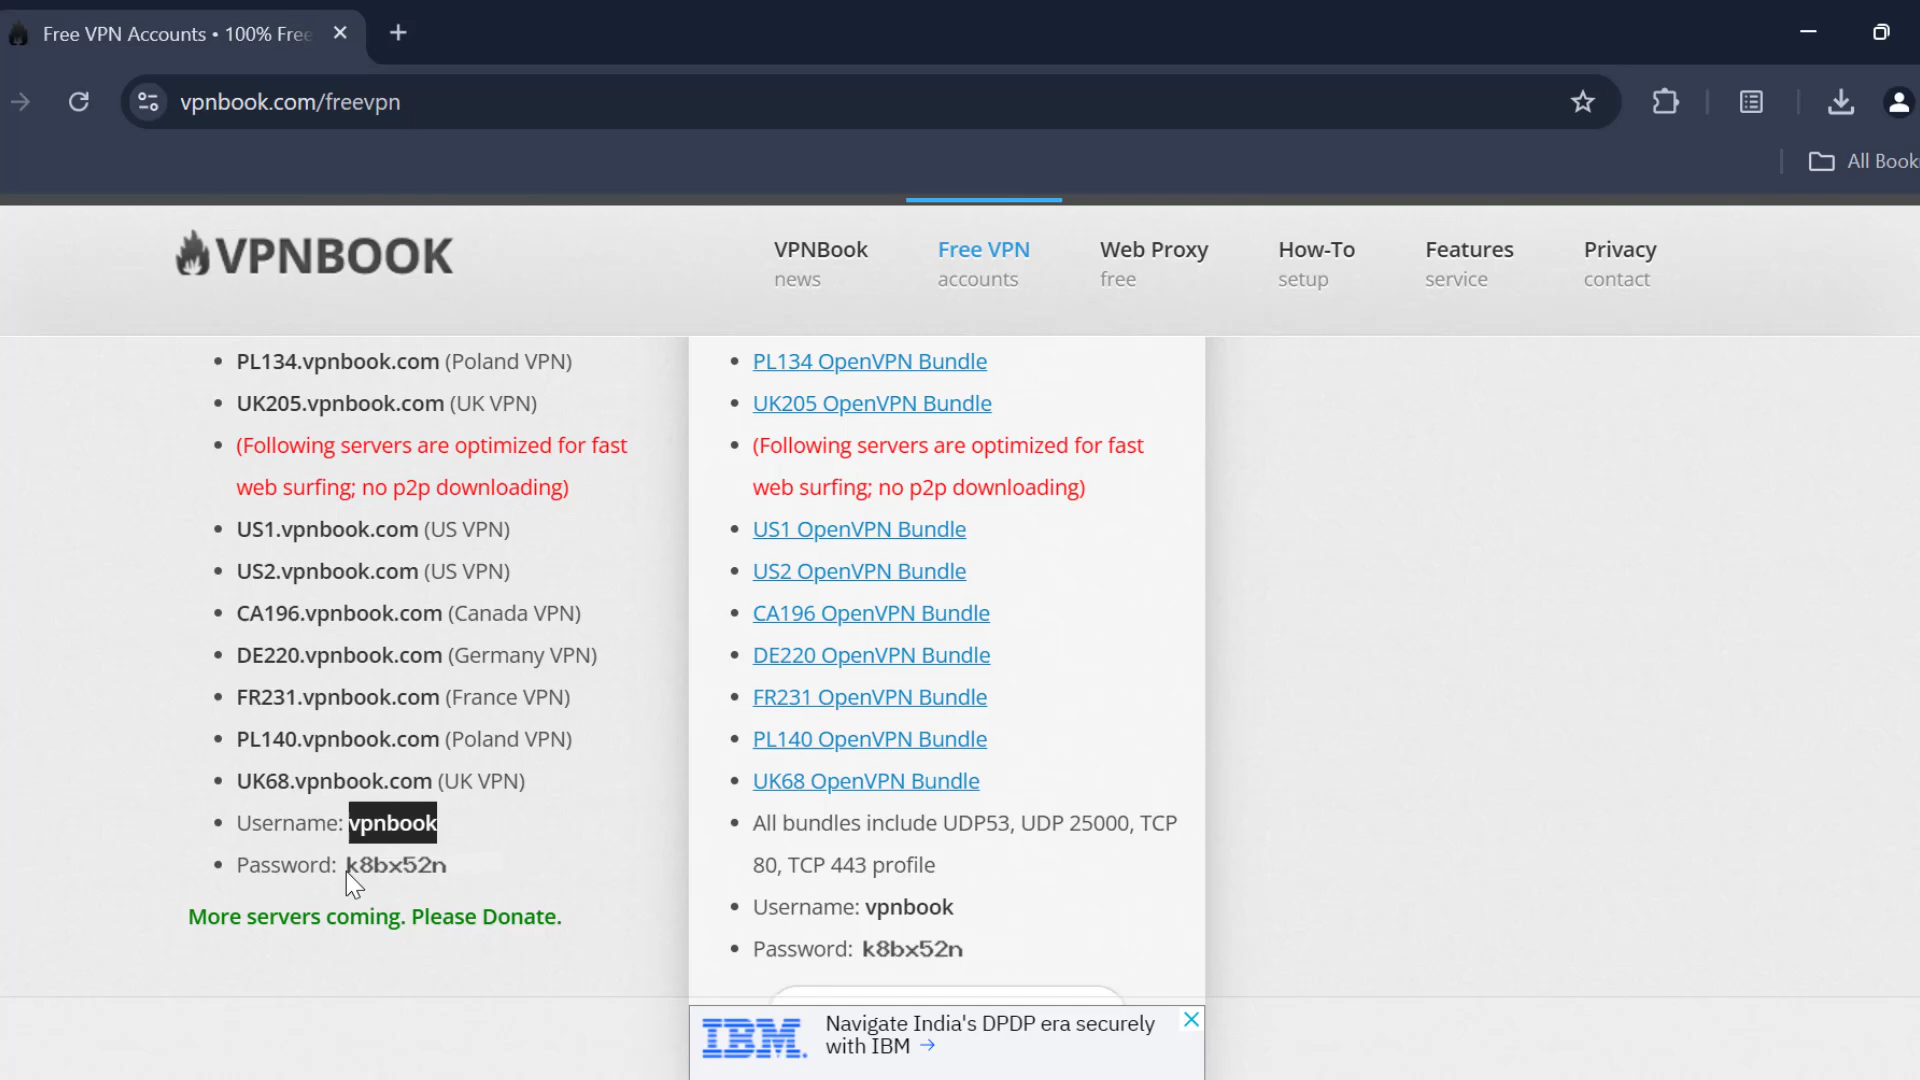 Free VPN Accounts • 100% Free
vpnbook.com/freevpn
All Book
VPNBOOK
VPNBook
news
Free VPN
accounts
Web Proxy
free
How-To
setup
Features
service
Privacy
contact
PL134.vpnbook.com (Poland VPN)
UK205.vpnbook.com (UK VPN)
(Following servers are optimized for fast
web surfing; no p2p downloading)
US1.vpnbook.com (US VPN)
US2.vpnbook.com (US VPN)
CA196.vpnbook.com (Canada VPN)
DE220.vpnbook.com (Germany VPN)
FR231.vpnbook.com (France VPN)
PL140.vpnbook.com (Poland VPN)
UK68.vpnbook.com (UK VPN)
Username: vpnbook
Password: k8bx52n
More servers coming. Please Donate.
PL134 OpenVPN Bundle
UK205 OpenVPN Bundle
(Following servers are optimized for fast
web surfing; no p2p downloading)
US1 OpenVPN Bundle
US2 OpenVPN Bundle
CA196 OpenVPN Bundle
DE220 OpenVPN Bundle
FR231 OpenVPN Bundle
PL140 OpenVPN Bundle
UK68 OpenVPN Bundle
All bundles include UDP53, UDP 25000, TCP
80, TCP 443 profile
Username: vpnbook
Password: k8bx52n
IBM.
Navigate India's DPDP era securely
with IBM →